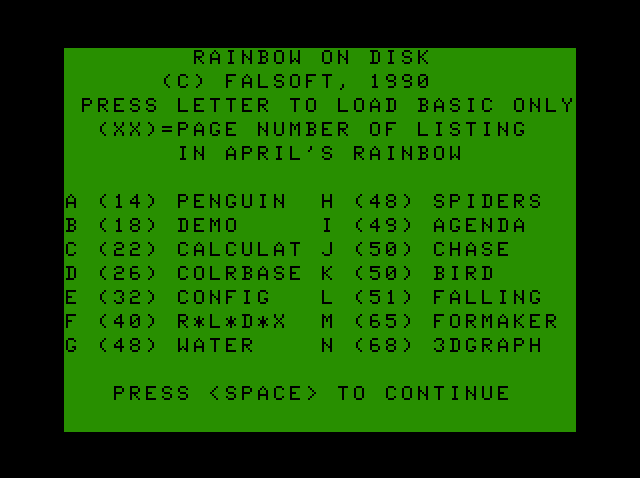 RAINBOW ON DISK
(C) FALSOFT, 1990
PRESS LETTER TO LOAD BASIC ONLY
(XX)=PAGE NUMBER OF LISTING
IN APRIL'S RAINBOW
A (14) PENGUIN H (48) SPIDERS
B (18) DEMO I (49) AGENDA
C (22) CALCULAT J (50) CHASE
D (26) COLRBASE K (50) BIRD
E (32) CONFIG L (51) FALLING
F (40) R*L*D*X M (65) FORMAKER
G (48) WATER N (68) 3DGRAPH
PRESS <SPACE> TO CONTINUE